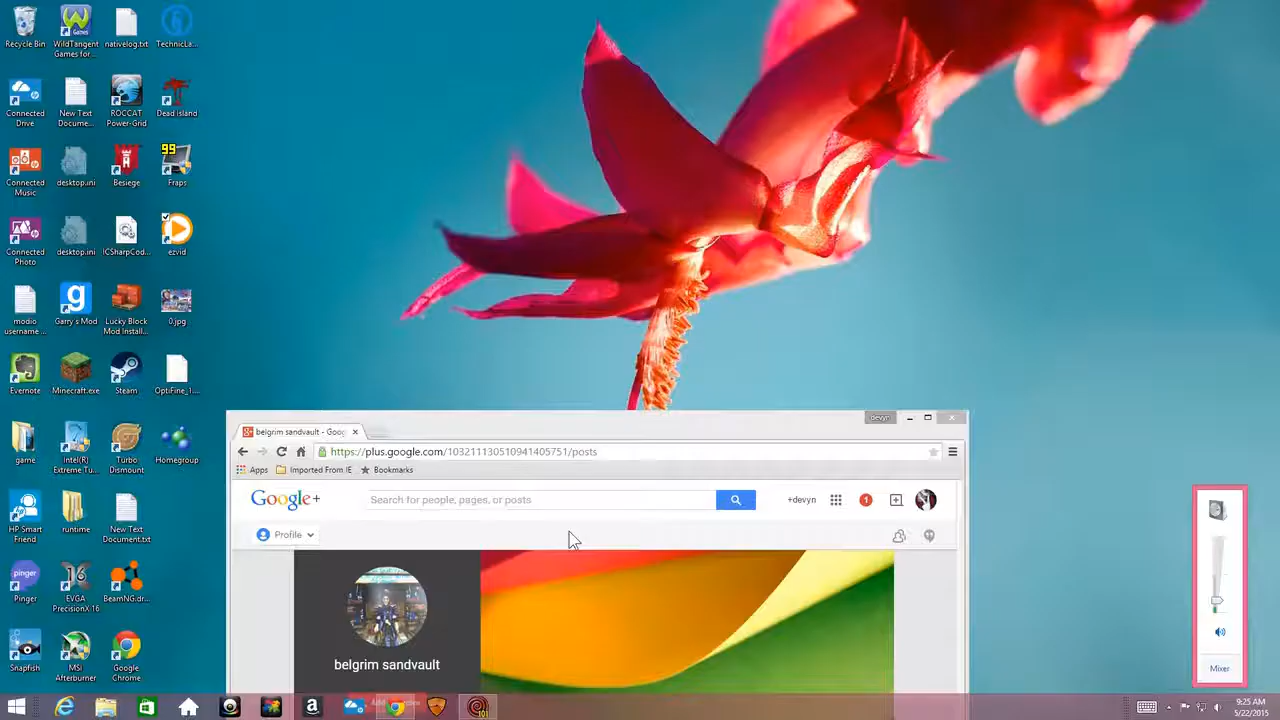 Recycle Bin
WildTangent
Games for...
nativelog.txt
TechnicLa...
Connected
Drive
New Text
Docume...
ROCCAT
Power-Grid
Dead Island
Connected
Music
desktop.ini
Besiege
99
Fraps
Connected
Photo
desktop.ini
ICSharpCod...
ezvid
modio
username ...
Garry's Mod
Lucky Block
Mod Install...
0.jpg
Evernote
Minecraft.exe
Steam
OptiFine_1....
game
Intel(R)
Extreme Tu...
Turbo
Dismount
Homegroup
HP Smart
Friend
runtime
New Text
Document.txt
Pinger
EVGA
PrecisionX 16
BeamNG.dr...
Snapfish
MSI
Afterburner
Google
Chrome
devyn
belgrim sandvault - Goog
https://plus.google.com/103211130510941405751/posts
Apps
Imported From IE
Bookmarks
Google+
Search for people, pages, or posts
+devyn
1
Profile
belgrim sandvault
Mixer
101
9:25 AM
5/22/2015